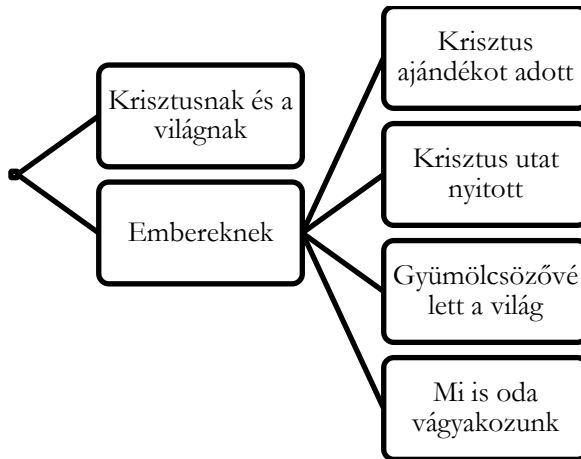 Krisztusnak és a
világnak
Embereknek
Krisztus
ajándékot adott
Krisztus utat
nyitott
Gyümölcsözővé
lett a világ
Mi is oda
vágyakozunk